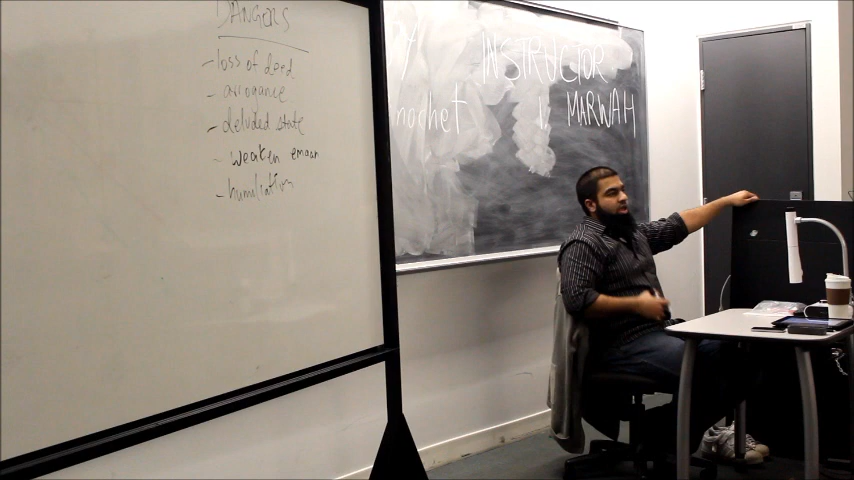 DANGERS
- loss of deed
- arrogance
- deluded state
- weaken emaan
- humiliation
INSTRUCTOR
nochet
MARWAH